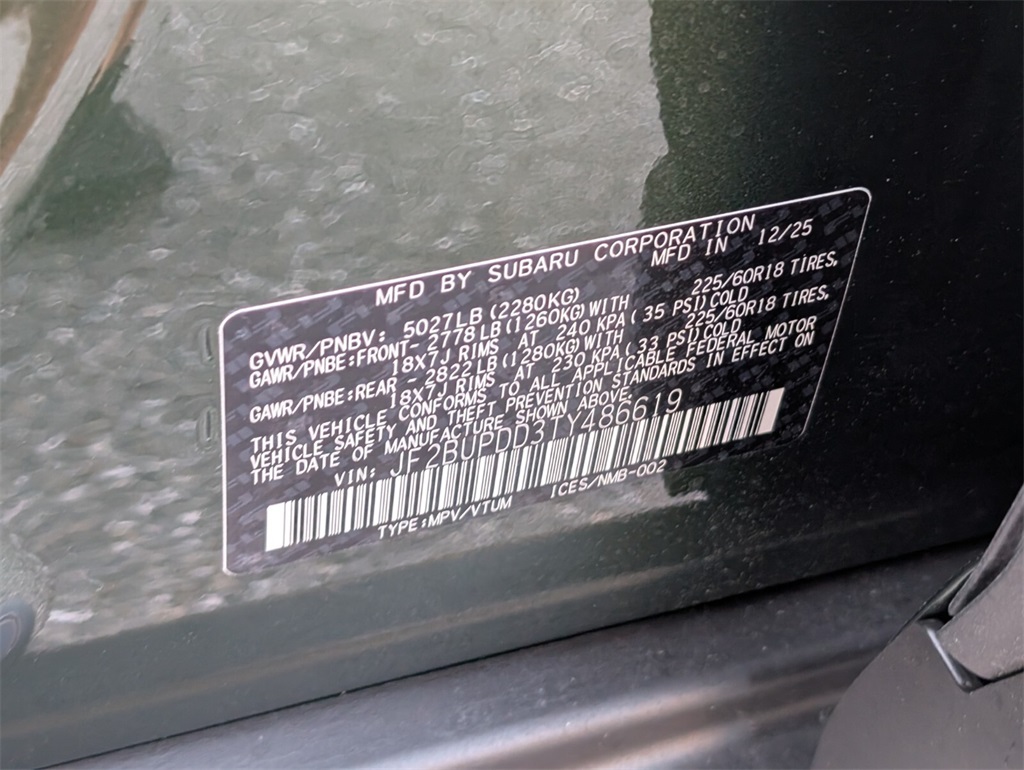 MFD BY SUBARU CORPORATION
MFD IN 12/25
GVWR/PNBV: 5027LB(2280KG)
GAWR/PNBE:FRONT- 2778LB(1260KG)WITH 225/60R18 TIRES,
18X7J RIMS AT 240 KPA( 35 PSI)COLD
GAWR/PNBE:REAR - 2822LB(1280KG)WITH 225/60R18 TIRES,
18X7J RIMS AT 230 KPA( 33 PSI)COLD
THIS VEHICLE CONFORMS TO ALL APPLICABLE FEDERAL MOTOR
VEHICLE SAFETY AND THEFT PREVENTION STANDARDS IN EFFECT ON
THE DATE OF MANUFACTURE SHOWN ABOVE.
VIN: JF2BUPDD3TY486619
TYPE:MPV/VTUM ICES/NMB-002